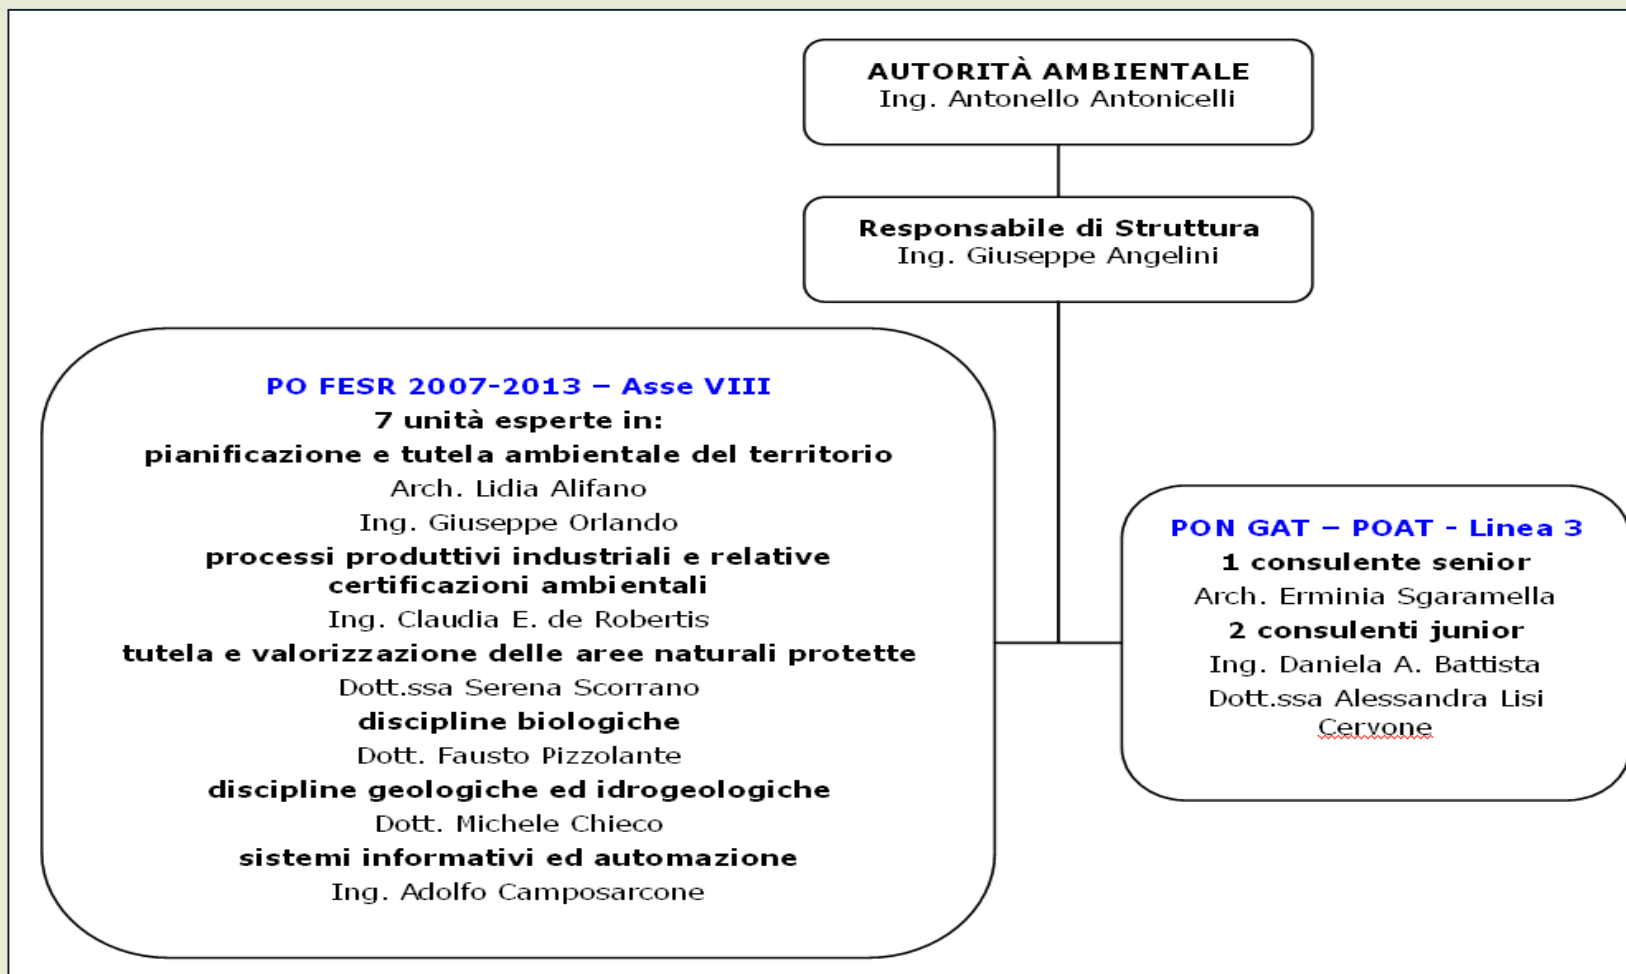 AUTORITÀ AMBIENTALE
Ing. Antonello Antonicelli
Responsabile di Struttura
Ing. Giuseppe Angelini
PO FESR 2007-2013 – Asse VIII
7 unità esperte in:
pianificazione e tutela ambientale del territorio
Arch. Lidia Alifano
Ing. Giuseppe Orlando
processi produttivi industriali e relative
certificazioni ambientali
Ing. Claudia E. de Robertis
tutela e valorizzazione delle aree naturali protette
Dott.ssa Serena Scorrano
discipline biologiche
Dott. Fausto Pizzolante
discipline geologiche ed idrogeologiche
Dott. Michele Chieco
sistemi informativi ed automazione
Ing. Adolfo Camposarcone
PON GAT – POAT - Linea 3
1 consulente senior
Arch. Erminia Sgaramella
2 consulenti junior
Ing. Daniela A. Battista
Dott.ssa Alessandra Lisi
Cervone